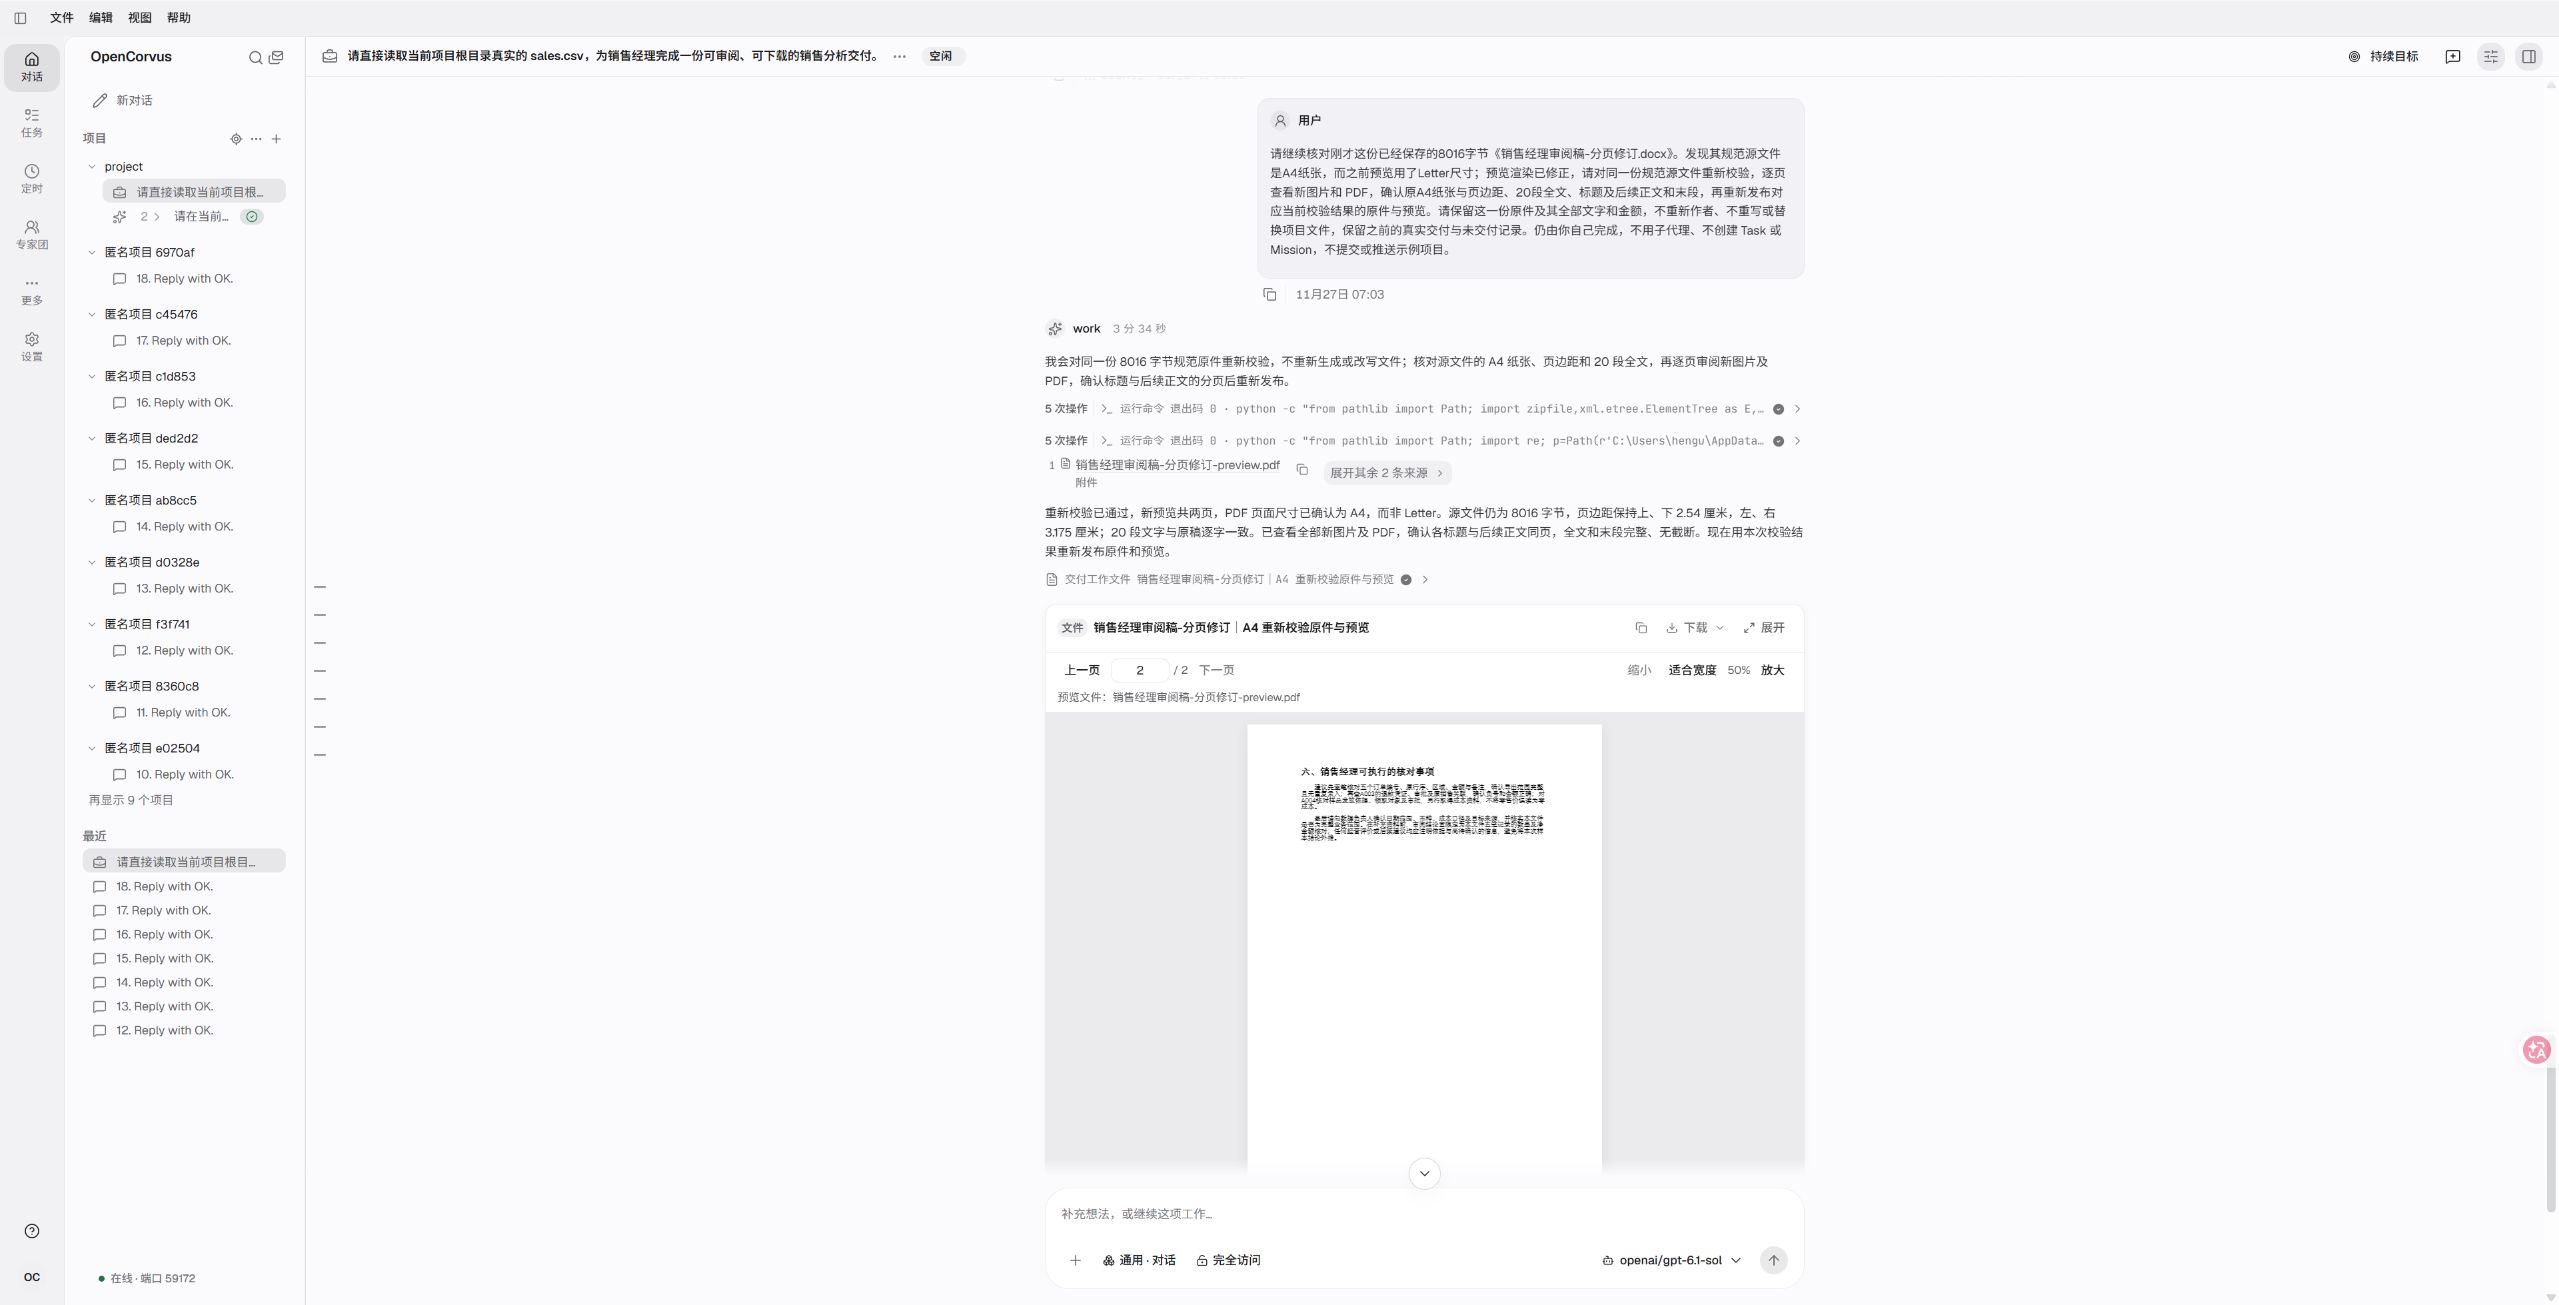 文件 编辑 视图 帮助
对话
任务
定时
专家团
更多
设置
OC
OpenCorvus
新对话
项目
project
请直接读取当前项目根...
2 请在当前...
匿名项目 6970af
18. Reply with OK.
匿名项目 c45476
17. Reply with OK.
匿名项目 c1d853
16. Reply with OK.
匿名项目 ded2d2
15. Reply with OK.
匿名项目 ab8cc5
14. Reply with OK.
匿名项目 d0328e
13. Reply with OK.
匿名项目 f3f741
12. Reply with OK.
匿名项目 8360c8
11. Reply with OK.
匿名项目 e02504
10. Reply with OK.
再显示 9 个项目
最近
请直接读取当前项目根目...
18. Reply with OK.
17. Reply with OK.
16. Reply with OK.
15. Reply with OK.
14. Reply with OK.
13. Reply with OK.
12. Reply with OK.
在线 · 端口 59172
请直接读取当前项目根目录真实的 sales.csv，为销售经理完成一份可审阅、可下载的销售分析交付。 空闲
持续目标
用户
请继续核对刚才这份已经保存的8016字节《销售经理审阅稿-分页修订.docx》。发现其规范源文件
是A4纸张，而之前预览用了Letter尺寸；预览渲染已修正，请对同一份规范源文件重新校验，逐页
查看新图片和 PDF，确认原A4纸张与页边距、20段全文、标题及后续正文和末段，再重新发布对
应当前校验结果的原件与预览。请保留这一份原件及其全部文字和金额，不重新作者、不重写或替
换项目文件，保留之前的真实交付与未交付记录。仍由你自己完成，不用子代理、不创建 Task 或
Mission，不提交或推送示例项目。
11月27日 07:03
work 3 分 34 秒
我会对同一份 8016 字节规范原件重新校验，不重新生成或改写文件；核对源文件的 A4 纸张、页边距和 20 段全文，再逐页审阅新图片及
PDF，确认标题与后续正文的分页后重新发布。
5 次操作 运行命令 退出码 0 · python -c "from pathlib import Path; import zipfile,xml.etree.ElementTree as E,...
5 次操作 运行命令 退出码 0 · python -c "from pathlib import Path; import re; p=Path(r'C:\Users\hengu\AppData...
1 销售经理审阅稿-分页修订-preview.pdf
附件
展开其余 2 条来源
重新校验已通过，新预览共两页，PDF 页面尺寸已确认为 A4，而非 Letter。源文件仍为 8016 字节，页边距保持上、下 2.54 厘米，左、右
3.175 厘米；20 段文字与原稿逐字一致。已查看全部新图片及 PDF，确认各标题与后续正文同页，全文和末段完整、无截断。现在用本次校验结
果重新发布原件和预览。
交付工作文件 销售经理审阅稿-分页修订｜A4 重新校验原件与预览
文件 销售经理审阅稿-分页修订｜A4 重新校验原件与预览
下载 展开
上一页 2 / 2 下一页
缩小 适合宽度 50% 放大
预览文件：销售经理审阅稿-分页修订-preview.pdf
六、销售经理可执行的核对事项
补充想法，或继续这项工作...
通用 · 对话 完全访问
openai/gpt-6.1-sol